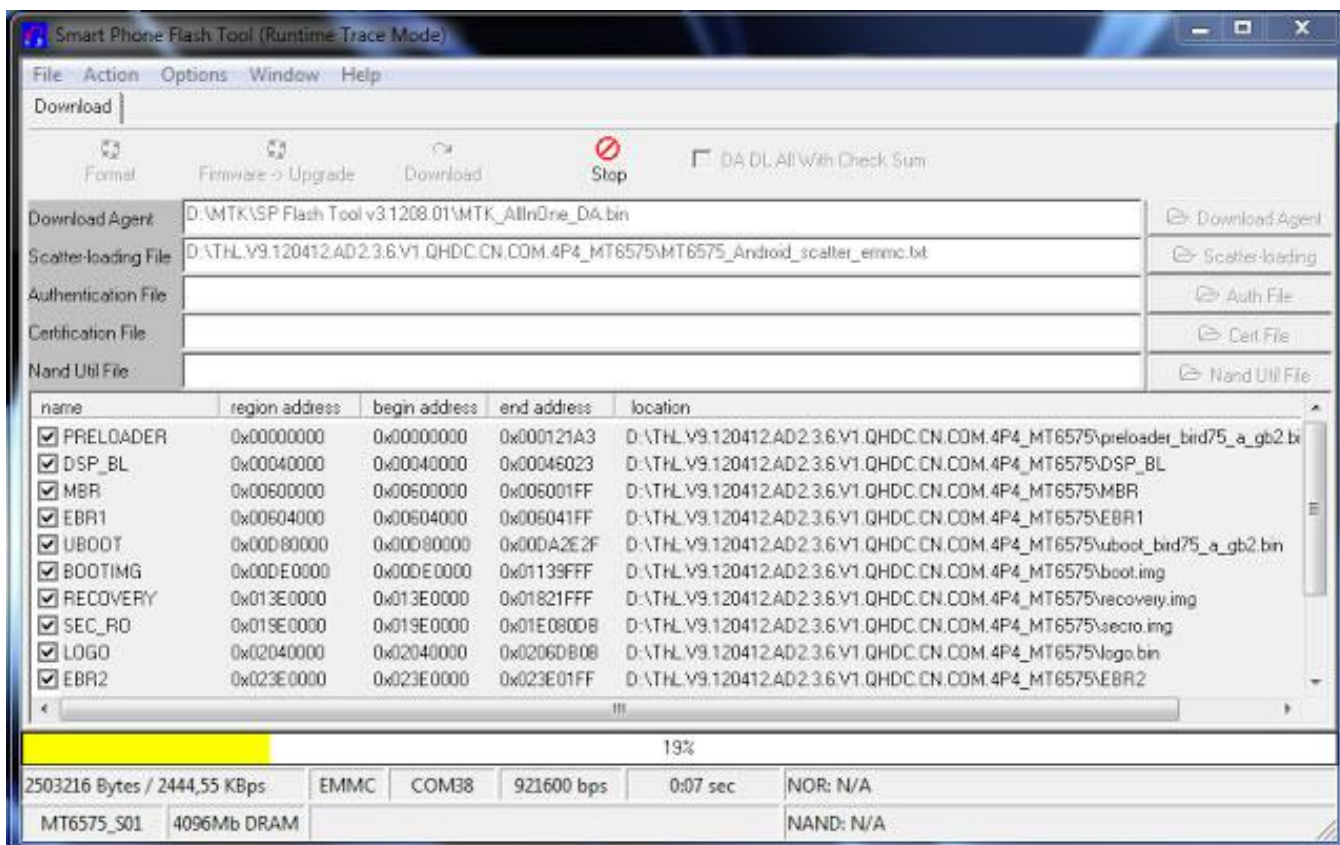 Smart Phone Flash Tool (Runtime Trace Mode)
File Action Options Window Help
Download
Format Firmware -> Upgrade Download Stop DA DL All With Check Sum
Download Agent D:\MTK\SP Flash Tool v3.1208.01\MTK_AllInOne_DA.bin Download Agent
Scatter-loading File D:\ThL.V9.120412.AD2.3.6.V1.QHDC.CN.COM.4P4_MT6575\MT6575_Android_scatter_emmc.txt Scatter-loading
Authentication File Auth File
Certification File Cert File
Nand Util File Nand Util File
name region address begin address end address location
PRELOADER 0x00000000 0x00000000 0x000121A3 D:\ThL.V9.120412.AD2.3.6.V1.QHDC.CN.COM.4P4_MT6575\preloader_bird75_a_gb2.bi
DSP_BL 0x00040000 0x00040000 0x00046023 D:\ThL.V9.120412.AD2.3.6.V1.QHDC.CN.COM.4P4_MT6575\DSP_BL
MBR 0x00600000 0x00600000 0x006001FF D:\ThL.V9.120412.AD2.3.6.V1.QHDC.CN.COM.4P4_MT6575\MBR
EBR1 0x00604000 0x00604000 0x006041FF D:\ThL.V9.120412.AD2.3.6.V1.QHDC.CN.COM.4P4_MT6575\EBR1
UBOOT 0x00D80000 0x00D80000 0x00DA2E2F D:\ThL.V9.120412.AD2.3.6.V1.QHDC.CN.COM.4P4_MT6575\uboot_bird75_a_gb2.bin
BOOTIMG 0x00DE0000 0x00DE0000 0x01139FFF D:\ThL.V9.120412.AD2.3.6.V1.QHDC.CN.COM.4P4_MT6575\boot.img
RECOVERY 0x013E0000 0x013E0000 0x01821FFF D:\ThL.V9.120412.AD2.3.6.V1.QHDC.CN.COM.4P4_MT6575\recovery.img
SEC_RO 0x019E0000 0x019E0000 0x01E080DB D:\ThL.V9.120412.AD2.3.6.V1.QHDC.CN.COM.4P4_MT6575\secro.img
LOGO 0x02040000 0x02040000 0x0206DB0B D:\ThL.V9.120412.AD2.3.6.V1.QHDC.CN.COM.4P4_MT6575\logo.bin
EBR2 0x023E0000 0x023E0000 0x023E01FF D:\ThL.V9.120412.AD2.3.6.V1.QHDC.CN.COM.4P4_MT6575\EBR2
19%
2503216 Bytes / 2444,55 KBps EMMC COM38 921600 bps 0:07 sec NOR: N/A
MT6575_S01 4096Mb DRAM NAND: N/A